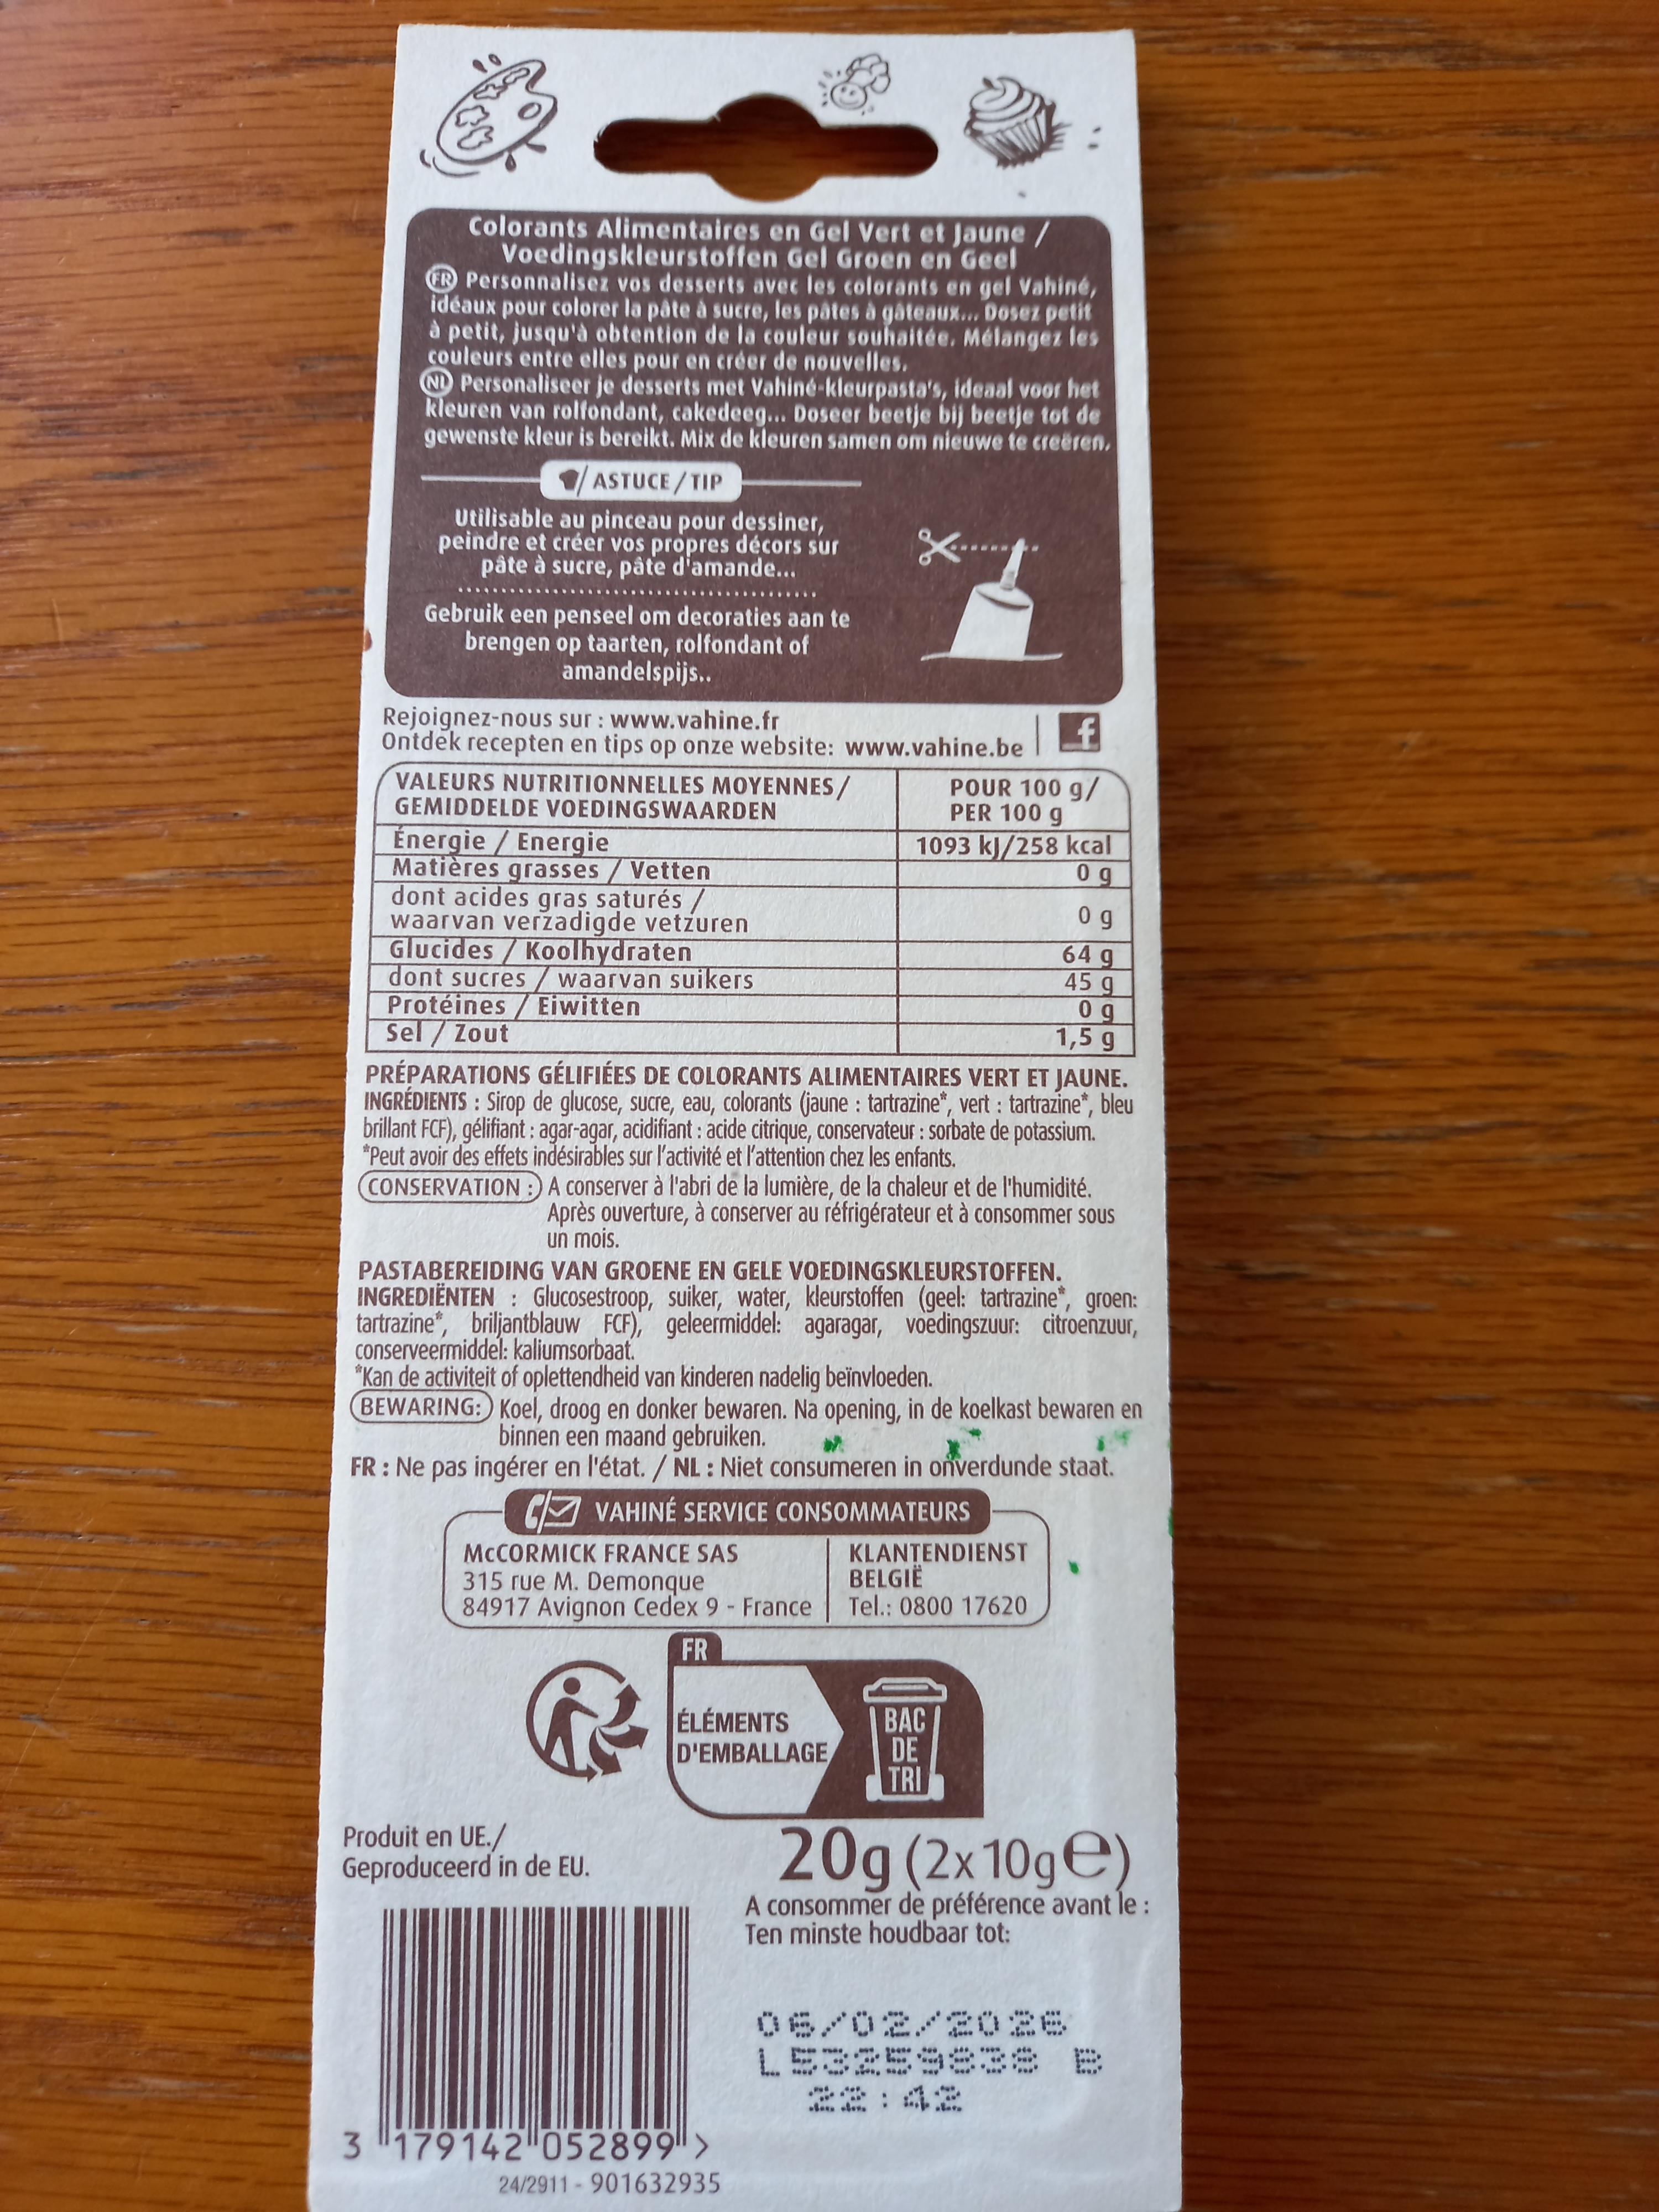 Colorants Alimentaires en Gel Vert et Jaune /
Voedingskleurstoffen Gel Groen en Geel
FR Personnalisez vos desserts avec les colorants en gel Vahiné,
idéaux pour colorer la pâte à sucre, les pâtes à gâteaux... Dosez petit
à petit, jusqu'à obtention de la couleur souhaitée. Mélangez les
couleurs entre elles pour en créer de nouvelles.
NL Personaliseer je desserts met Vahiné-kleurpasta's, ideaal voor het
kleuren van rolfondant, cakedeeg... Doseer beetje bij beetje tot de
gewenste kleur is bereikt. Mix de kleuren samen om nieuwe te creëren.
ASTUCE / TIP
Utilisable au pinceau pour dessiner,
peindre et créer vos propres décors sur
pâte à sucre, pâte d'amande...
Gebruik een penseel om decoraties aan te
brengen op taarten, rolfondant of
amandelspijs..
Rejoignez-nous sur : www.vahine.fr
Ontdek recepten en tips op onze website: www.vahine.be
f
VALEURS NUTRITIONNELLES MOYENNES/ POUR 100 g/
GEMIDDELDE VOEDINGSWAARDEN PER 100 g
Énergie / Energie 1093 kJ/258 kcal
Matières grasses / Vetten 0 g
dont acides gras saturés /
waarvan verzadigde vetzuren 0 g
Glucides / Koolhydraten 64 g
dont sucres / waarvan suikers 45 g
Protéines / Eiwitten 0 g
Sel / Zout 1,5 g
PRÉPARATIONS GÉLIFIÉES DE COLORANTS ALIMENTAIRES VERT ET JAUNE.
INGRÉDIENTS : Sirop de glucose, sucre, eau, colorants (jaune : tartrazine*, vert : tartrazine*, bleu
brillant FCF), gélifiant : agar-agar, acidifiant : acide citrique, conservateur : sorbate de potassium.
*Peut avoir des effets indésirables sur l'activité et l'attention chez les enfants.
CONSERVATION : A conserver à l'abri de la lumière, de la chaleur et de l'humidité.
Après ouverture, à conserver au réfrigérateur et à consommer sous
un mois.
PASTABEREIDING VAN GROENE EN GELE VOEDINGSKLEURSTOFFEN.
INGREDIËNTEN : Glucosestroop, suiker, water, kleurstoffen (geel: tartrazine*, groen:
tartrazine*, briljantblauw FCF), geleermiddel: agaragar, voedingszuur: citroenzuur,
conserveermiddel: kaliumsorbaat.
*Kan de activiteit of oplettendheid van kinderen nadelig beïnvloeden.
BEWARING: Koel, droog en donker bewaren. Na opening, in de koelkast bewaren en
binnen een maand gebruiken.
FR : Ne pas ingérer en l'état. / NL : Niet consumeren in onverdunde staat.
VAHINÉ SERVICE CONSOMMATEURS
McCORMICK FRANCE SAS
315 rue M. Demonque
84917 Avignon Cedex 9 - France
KLANTENDIENST
BELGIË
Tel.: 0800 17620
FR
ÉLÉMENTS
D'EMBALLAGE
BAC
DE
TRI
Produit en UE./
Geproduceerd in de EU.
20g (2x10g℮)
A consommer de préférence avant le :
Ten minste houdbaar tot:
06/02/2026
L53259838 B
22:42
3 179142 052899 >
24/2911 - 901632935